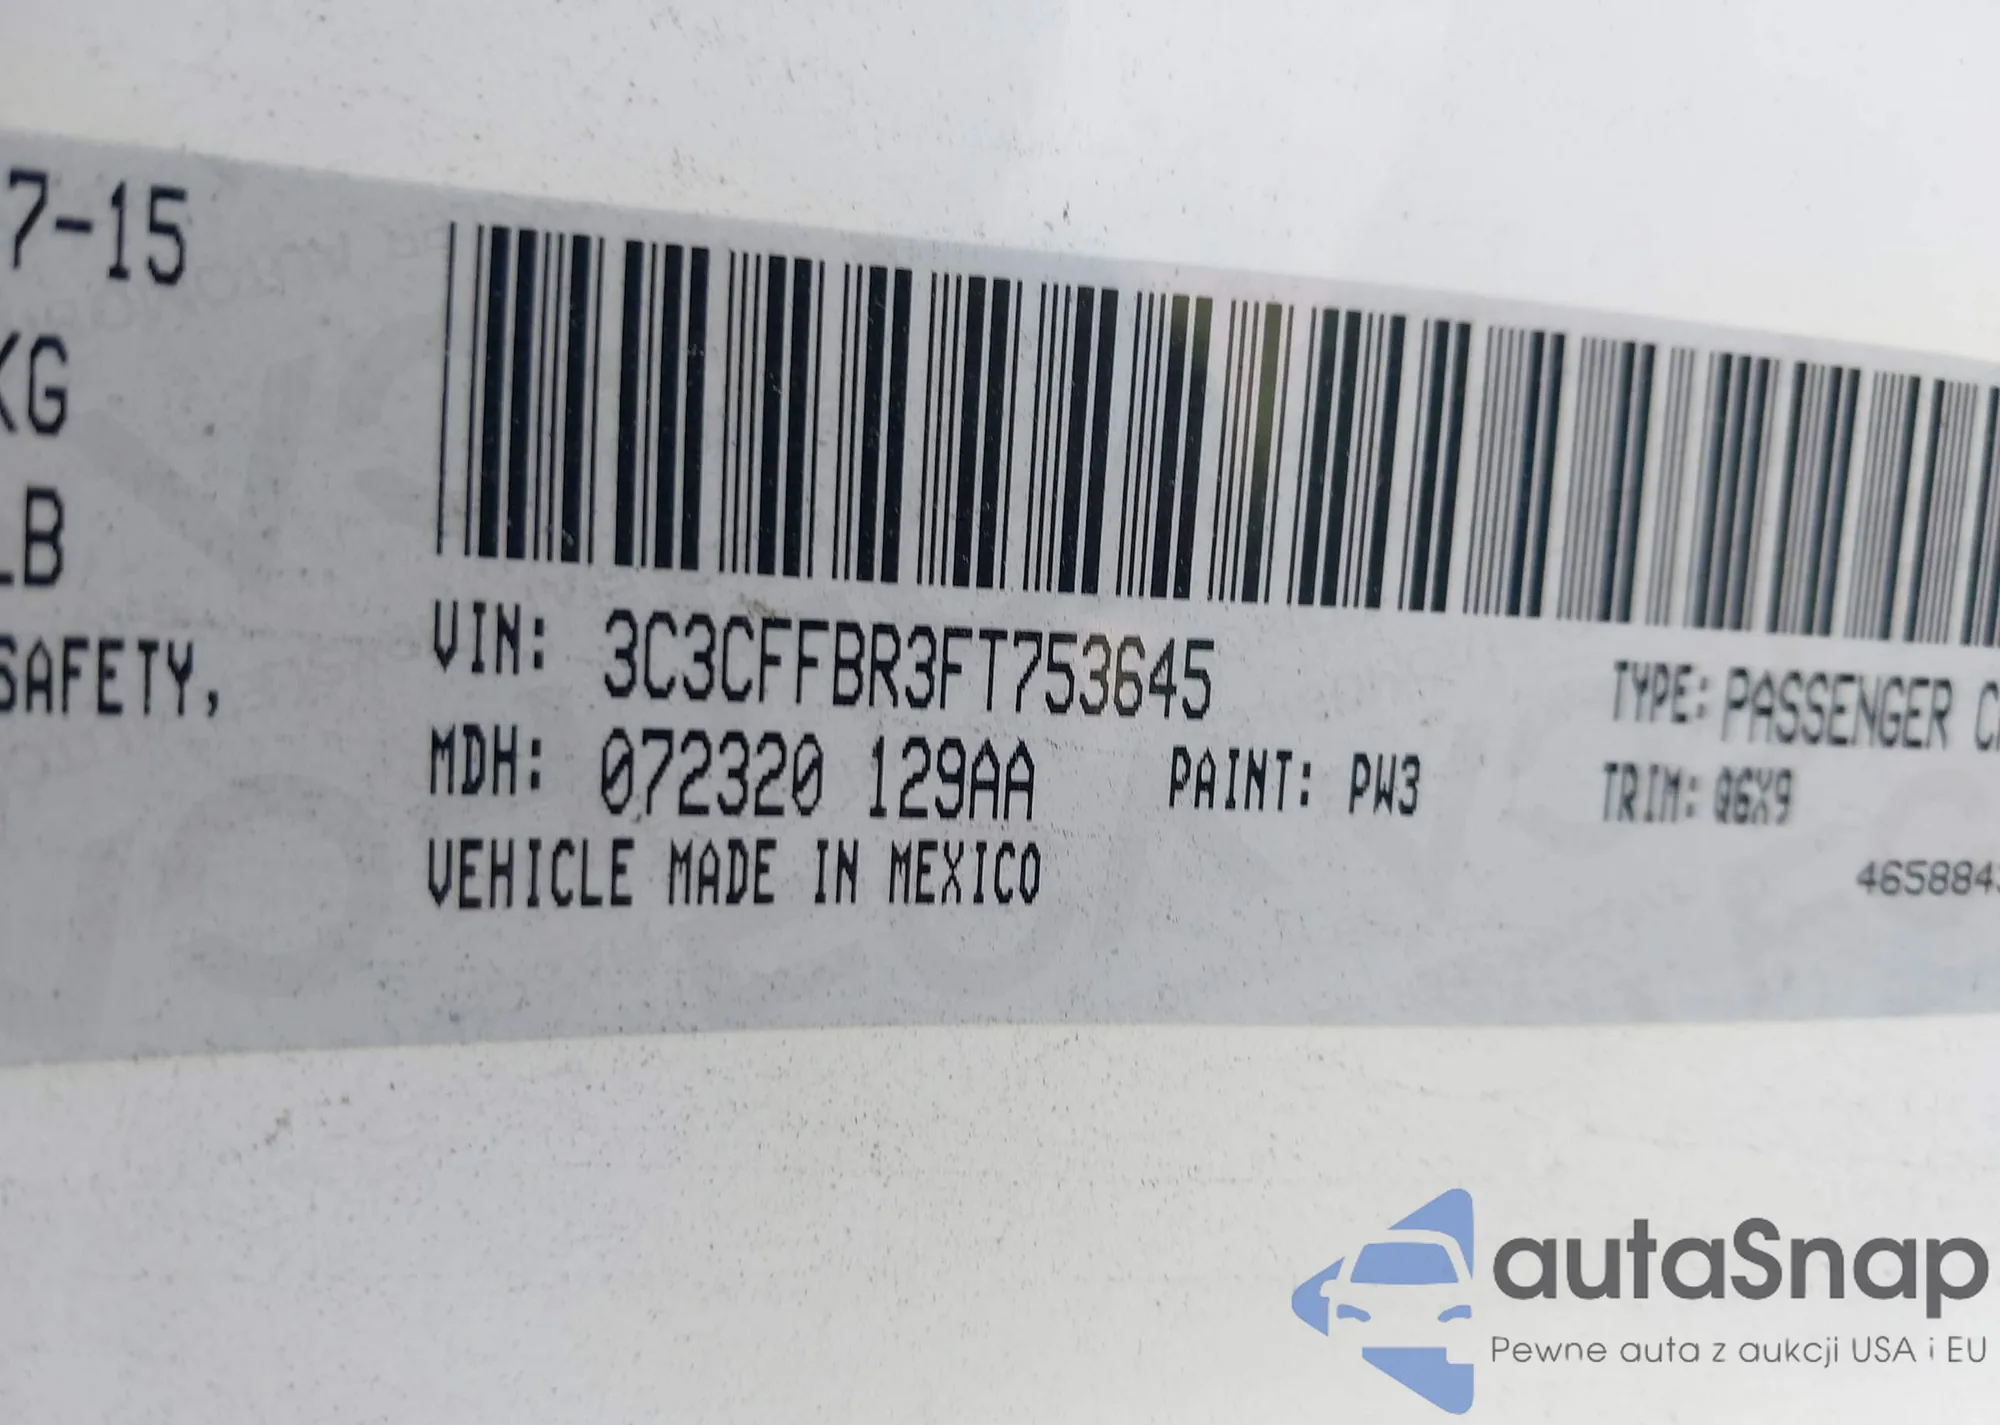 7-15
KG
LB
SAFETY,
VIN: 3C3CFFBR3FT753645
TYPE: PASSENGER
MDH: 072320 129AA PAINT: PW3
TRIM: Q6X9
VEHICLE MADE IN MEXICO
465884
autaSnap
Pewne auta z aukcji USA i EU